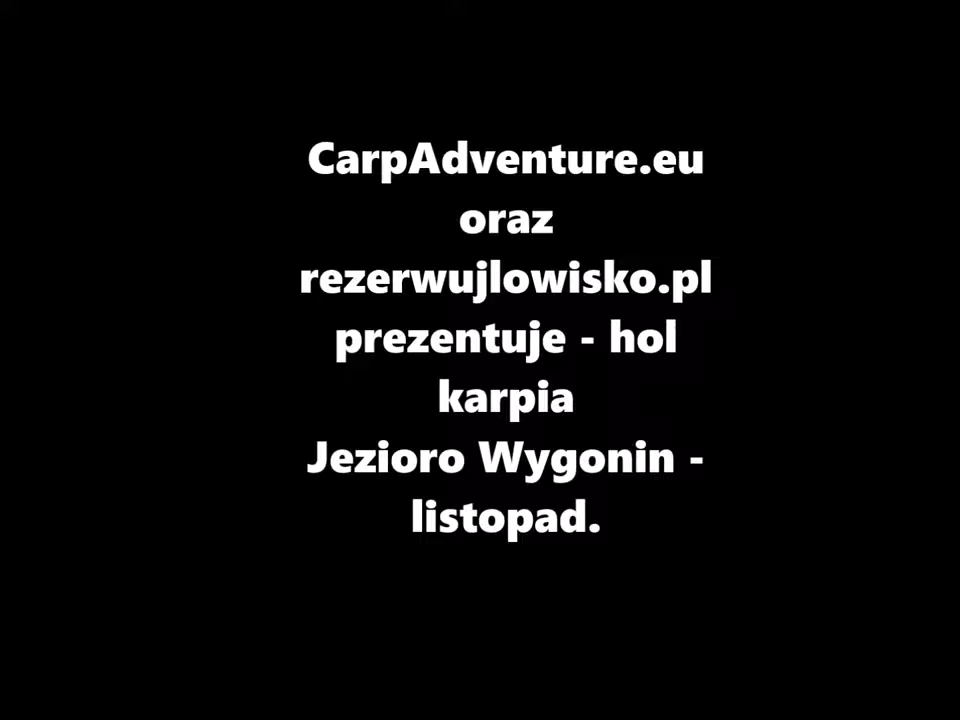 CarpAdventure.eu
oraz
rezerwujlowisko.pl
prezentuje - hol
karpia
Jezioro Wygonin -
listopad.